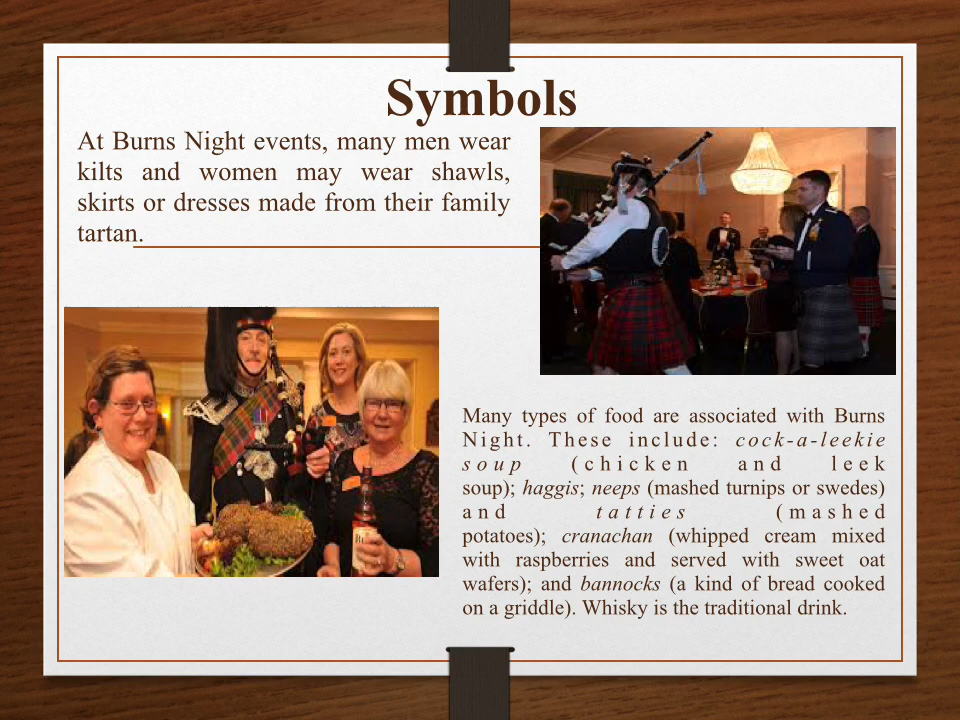 Symbols
At Burns Night events, many men wear
kilts and women may wear shawls,
skirts or dresses made from their family
tartan.
Many types of food are associated with Burns
Night. These include: cock-a-leekie
soup (chicken and leek
soup); haggis; neeps (mashed turnips or swedes)
and tatties (mashed
potatoes); cranachan (whipped cream mixed
with raspberries and served with sweet oat
wafers); and bannocks (a kind of bread cooked
on a griddle). Whisky is the traditional drink.